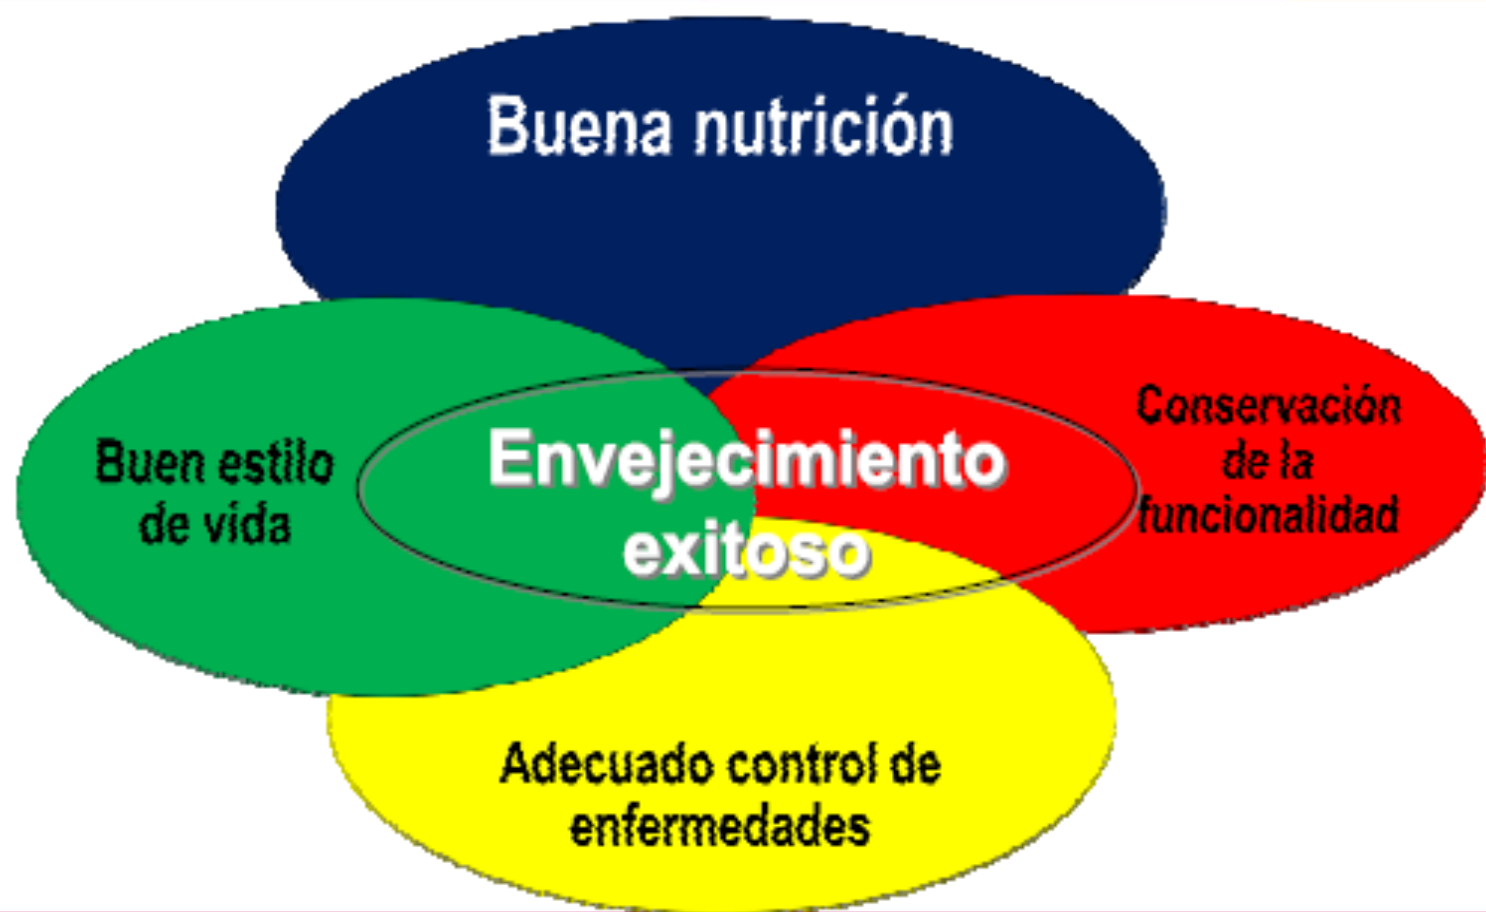 Buena nutrición
Buen estilo
de vida
Envejecimiento
exitoso
Conservación
de la
funcionalidad
Adecuado control de
enfermedades